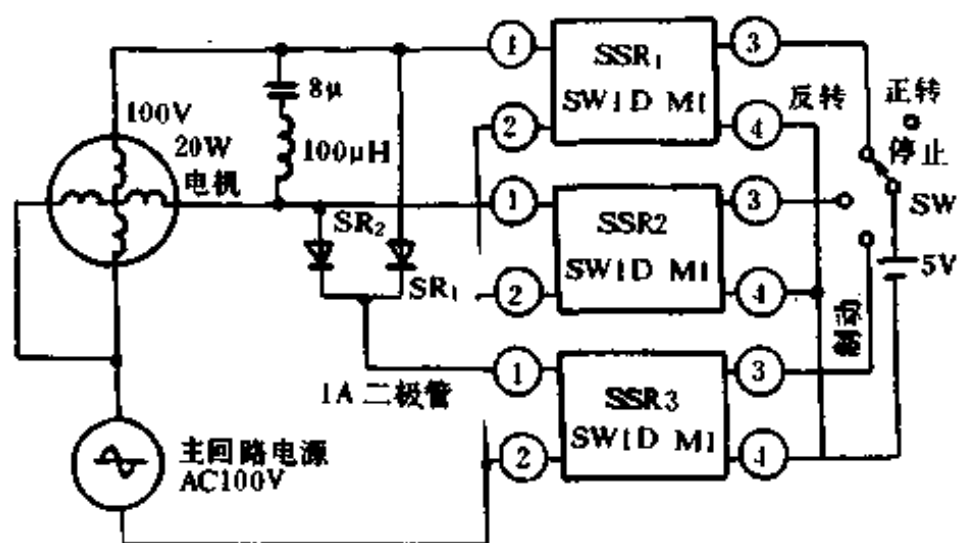 100V
20W
电机
8μ
100μH
SR₂
SR₁
1A 二极管
主回路电源
AC100V
1
SSR₁
SW1D M1
3
2
4
1
SSR2
SW1D M1
3
2
4
1
SSR3
SW1D M1
3
2
4
反转
正转
停止
SW
5V
制动